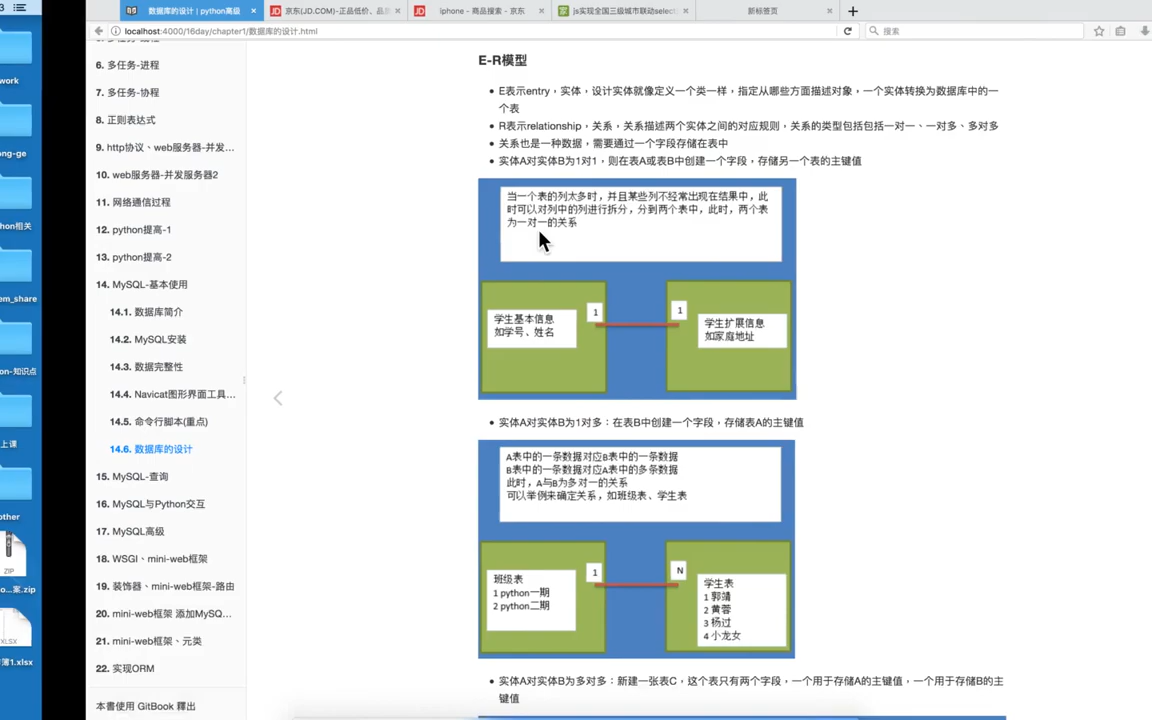 3
数据库的设计 | python高级
京东(JD.COM)-正品低价、品质
iphone - 商品搜索 - 京东
js实现全国三级城市联动select
新标签页
localhost:4000/16day/chapter1/数据库的设计.html
搜索
work
ong-ge
hon相关
em_share
on-知识点
上课
other
ZIP
o...案.zip
XLSX
簿1.xlsx
6. 多任务-进程
7. 多任务-协程
8. 正则表达式
9. http协议、web服务器-并发...
10. web服务器-并发服务器2
11. 网络通信过程
12. python提高-1
13. python提高-2
14. MySQL-基本使用
14.1. 数据库简介
14.2. MySQL安装
14.3. 数据完整性
14.4. Navicat图形界面工具...
14.5. 命令行脚本(重点)
14.6. 数据库的设计
15. MySQL-查询
16. MySQL与Python交互
17. MySQL高级
18. WSGI、mini-web框架
19. 装饰器、mini-web框架-路由
20. mini-web框架 添加MySQ...
21. mini-web框架、元类
22. 实现ORM
本書使用 GitBook 釋出
E-R模型
E表示entry，实体，设计实体就像定义一个类一样，指定从哪些方面描述对象，一个实体转换为数据库中的一
个表
R表示relationship，关系，关系描述两个实体之间的对应规则，关系的类型包括包括一对一、一对多、多对多
关系也是一种数据，需要通过一个字段存储在表中
实体A对实体B为1对1，则在表A或表B中创建一个字段，存储另一个表的主键值
当一个表的列太多时，并且某些列不经常出现在结果中，此
时可以对列中的列进行拆分，分到两个表中，此时，两个表
为一对一的关系
学生基本信息
如学号、姓名
1
1
学生扩展信息
如家庭地址
实体A对实体B为1对多：在表B中创建一个字段，存储表A的主键值
A表中的一条数据对应B表中的一条数据
B表中的一条数据对应A表中的多条数据
此时，A与B为多对一的关系
可以举例来确定关系，如班级表、学生表
班级表
1 python一期
2 python二期
1
N
学生表
1 郭靖
2 黄蓉
3 杨过
4 小龙女
实体A对实体B为多对多：新建一张表C，这个表只有两个字段，一个用于存储A的主键值，一个用于存储B的主
键值